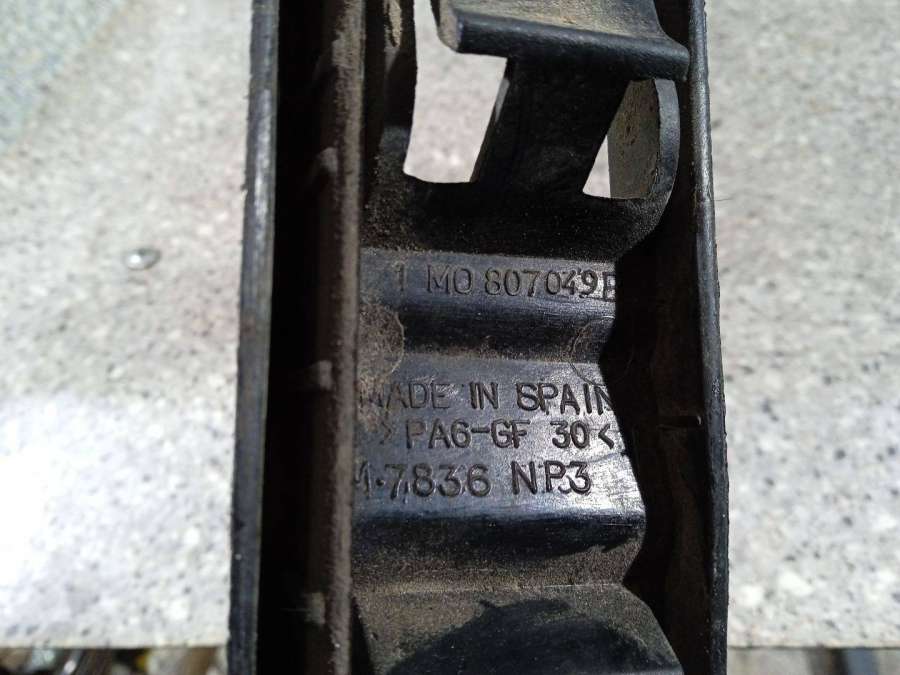 1 M0 807049
MADE IN SPAIN
>PA6-GF 30<
M.7836 NP3